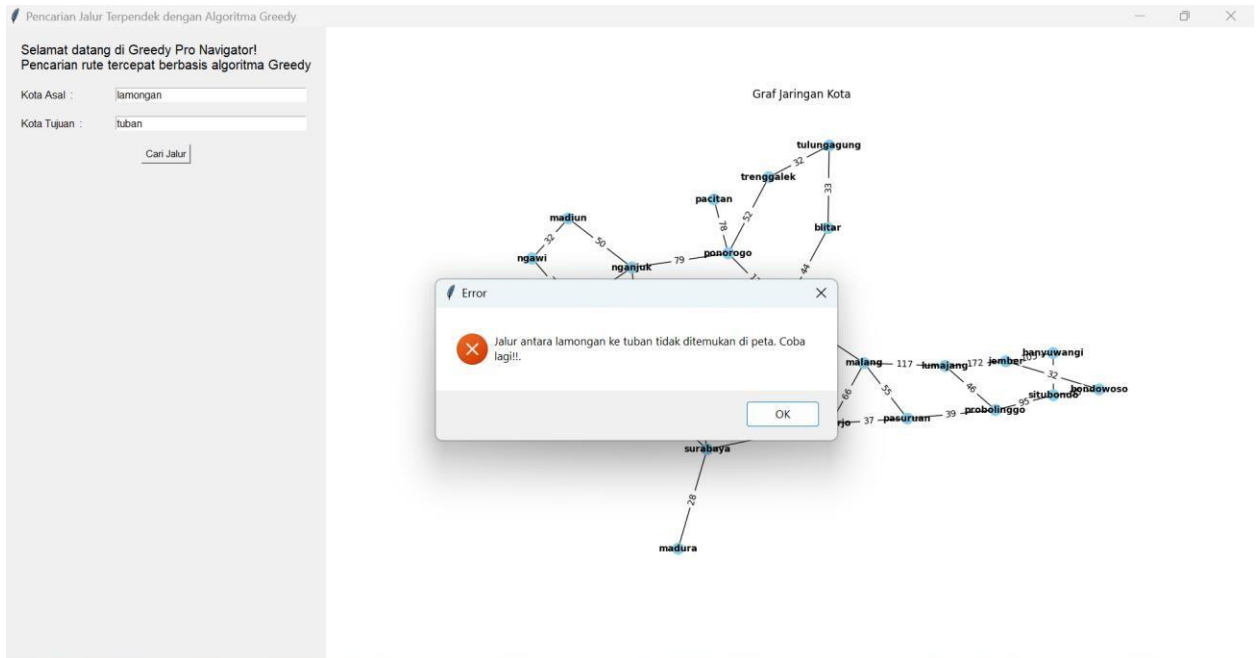 Pencarian Jalur Terpendek dengan Algoritma Greedy
Selamat datang di Greedy Pro Navigator!
Pencarian rute tercepat berbasis algoritma Greedy
Kota Asal :
lamongan
Kota Tujuan :
tuban
Cari Jalur
Graf Jaringan Kota
tulungagung
32
trenggalek
33
pacitan
52
78
madiun
blitar
32
50
ponorogo
44
ngawi
79
nganjuk
Error
Jalur antara lamongan ke tuban tidak ditemukan di peta. Coba
lagi!!.
OK
banyuwangi
malang
117
lumajang
172
jember
32
bondowoso
66
55
46
situbondo
95
probolinggo
rjo
37
pasuruan
39
surabaya
28
madura